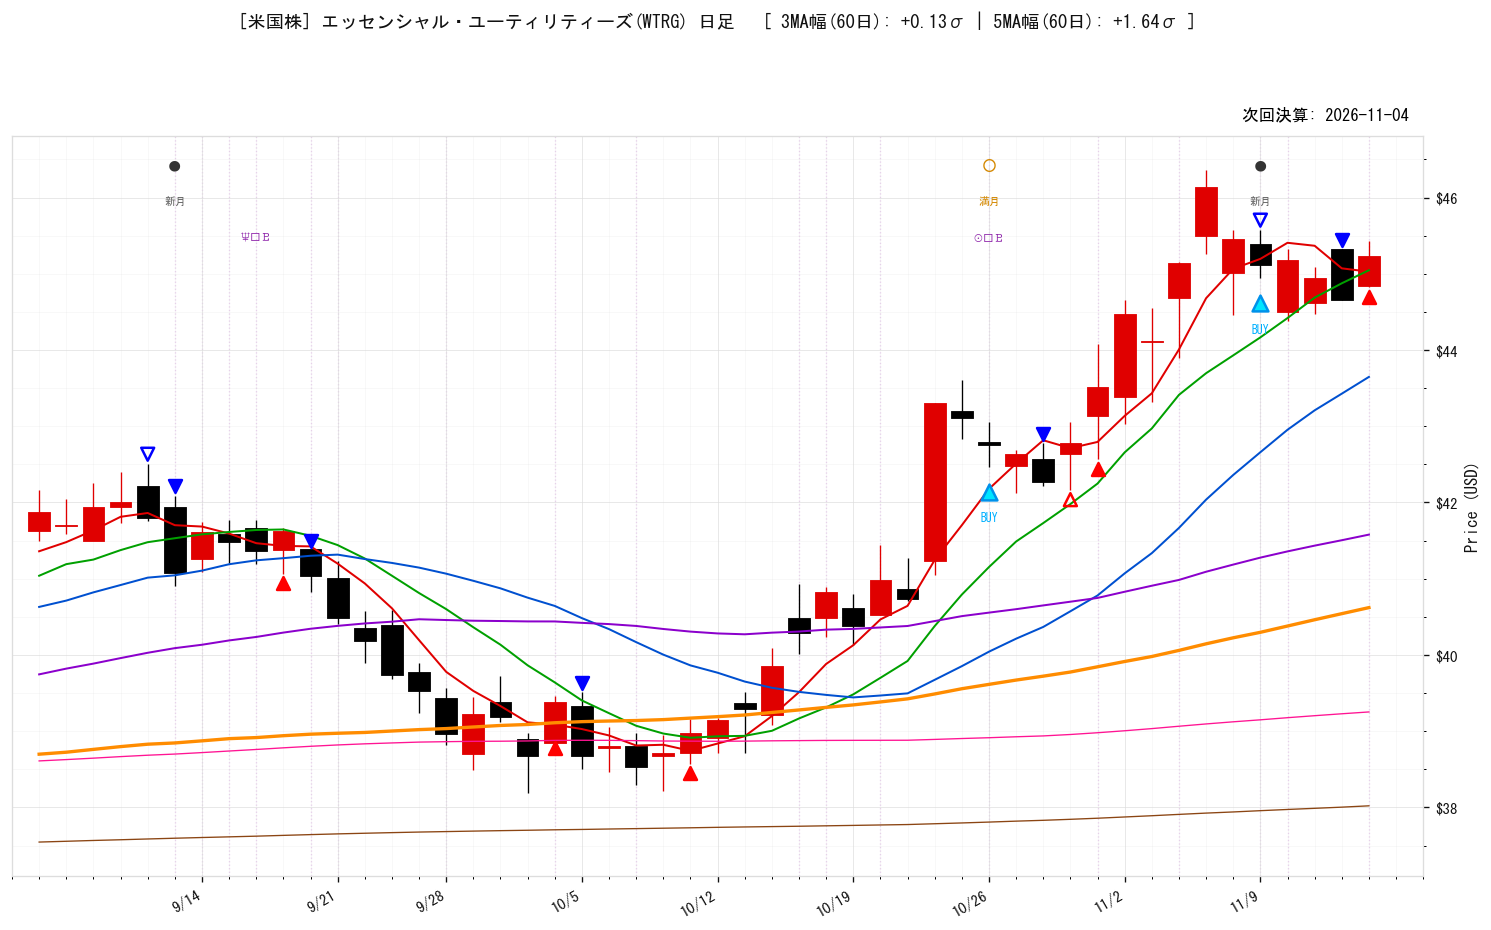 [米国株] エッセンシャル・ユーティリティーズ(WTRG) 日足 [ 3MA幅(60日): +0.13σ | 5MA幅(60日): +1.64σ ]
次回決算: 2026-11-04
新月
満月
新月
Ψ□B
☉□B
BUY
BUY
$46
$44
$42
$40
$38
Price (USD)
9/14
9/21
9/28
10/5
10/12
10/19
10/26
11/2
11/9